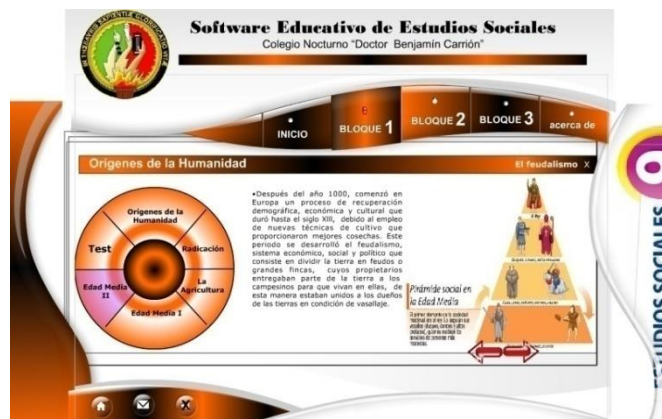 Software Educativo de Estudios Sociales
Colegio Nocturno "Doctor Benjamín Carrión"
INICIO
BLOQUE 1
BLOQUE 2
BLOQUE 3
acerca de
Orígenes de la Humanidad
El feudalismo X
Orígenes de la
Humanidad
Test
Radicación
Edad Media
II
La
Agricultura
Edad Media I
•Después del año 1000, comenzó en
Europa un proceso de recuperación
demográfica, económica y cultural que
duró hasta el siglo XIII, debido al empleo
de nuevas técnicas de cultivo que
proporcionaron mejores cosechas. Este
periodo se desarrolló el feudalismo,
sistema económico, social y político que
consiste en dividir la tierra en feudos o
grandes fincas, cuyos propietarios
entregaban parte de la tierra a los
campesinos para que vivan en ellas, de
esta manera estaban unidos a los dueños
de las tierras en condición de vasallaje.
Pirámide social en
la Edad Media
ESTUDIOS SOCIALES